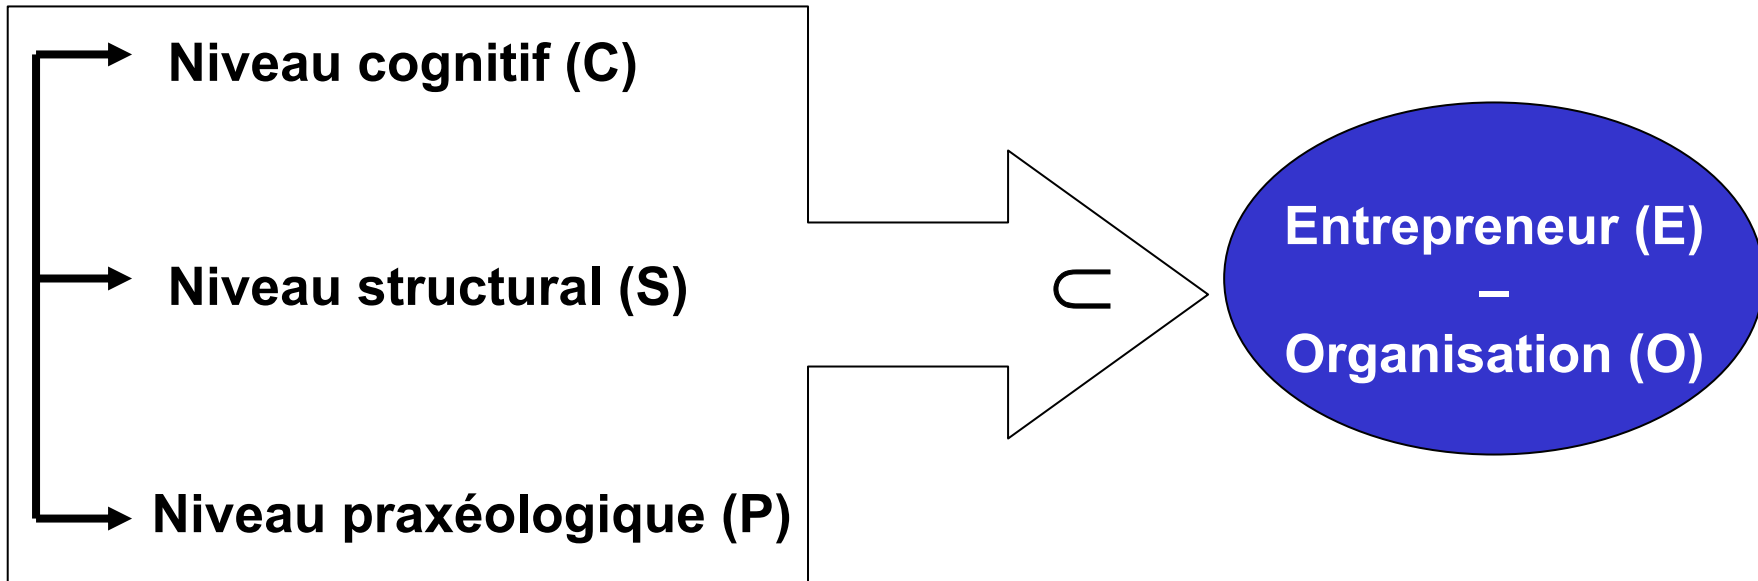 Niveau cognitif (C)
Niveau structural (S)
Niveau praxéologique (P)
⊂
Entrepreneur (E)
–
Organisation (O)